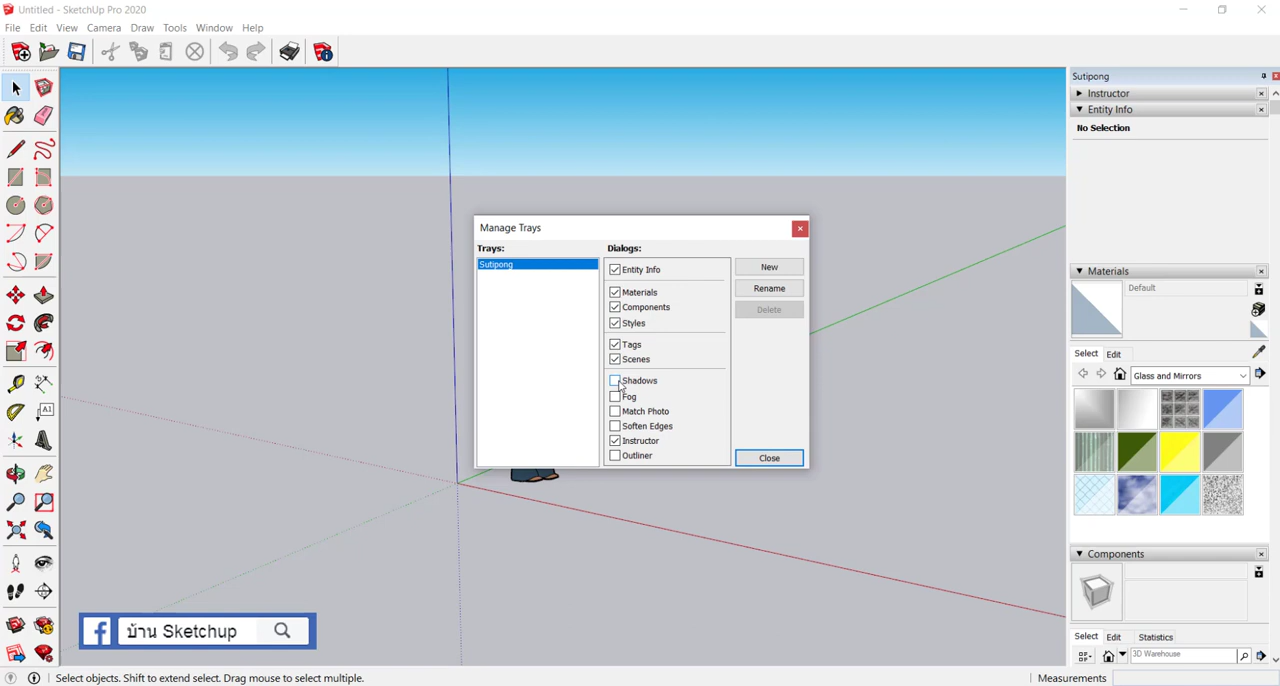 Untitled - SketchUp Pro 2020
File Edit View Camera Draw Tools Window Help
Sutipong
Instructor
Entity Info
No Selection
Manage Trays
Trays:
Dialogs:
Sutipong
Entity Info
Materials
Components
Styles
Tags
Scenes
Shadows
Fog
Match Photo
Soften Edges
Instructor
Outliner
New
Rename
Delete
Close
Materials
Default
Select Edit
Glass and Mirrors
Components
Select Edit Statistics
3D Warehouse
A1
บ้าน Sketchup
Select objects. Shift to extend select. Drag mouse to select multiple.
Measurements